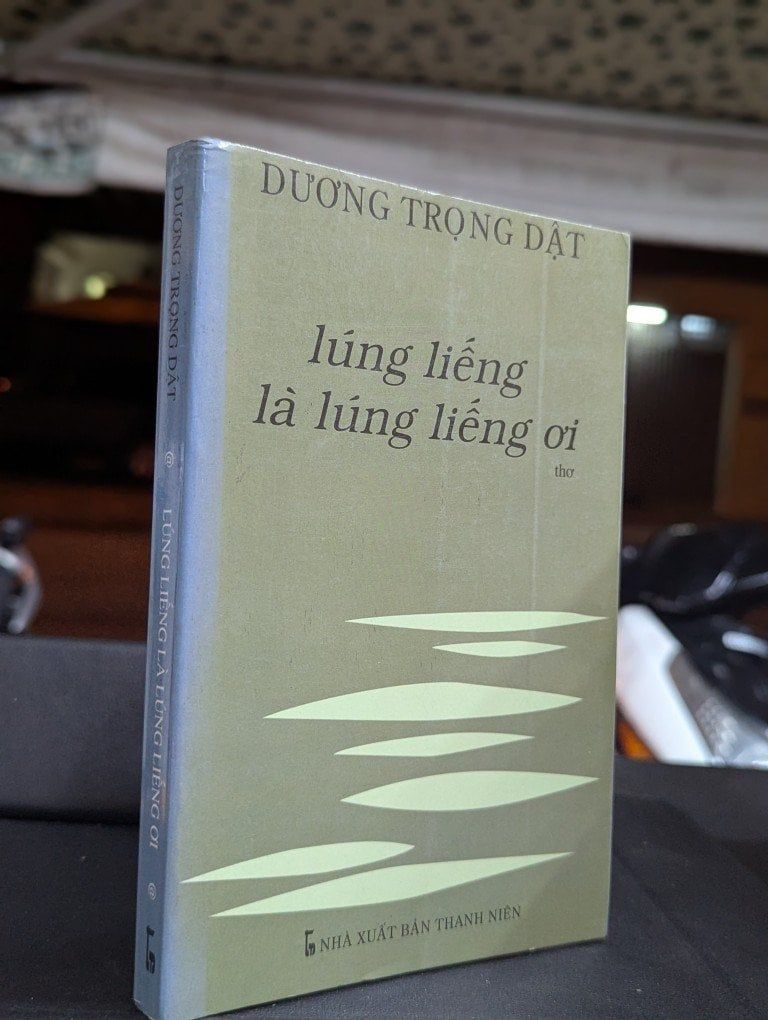 DƯƠNG TRỌNG DẬT
lúng liếng
là lúng liếng ơi
thơ
NHÀ XUẤT BẢN THANH NIÊN
DƯƠNG TRỌNG DẬT @ LÚNG LIẾNG LÀ LÚNG LIẾNG ƠI @